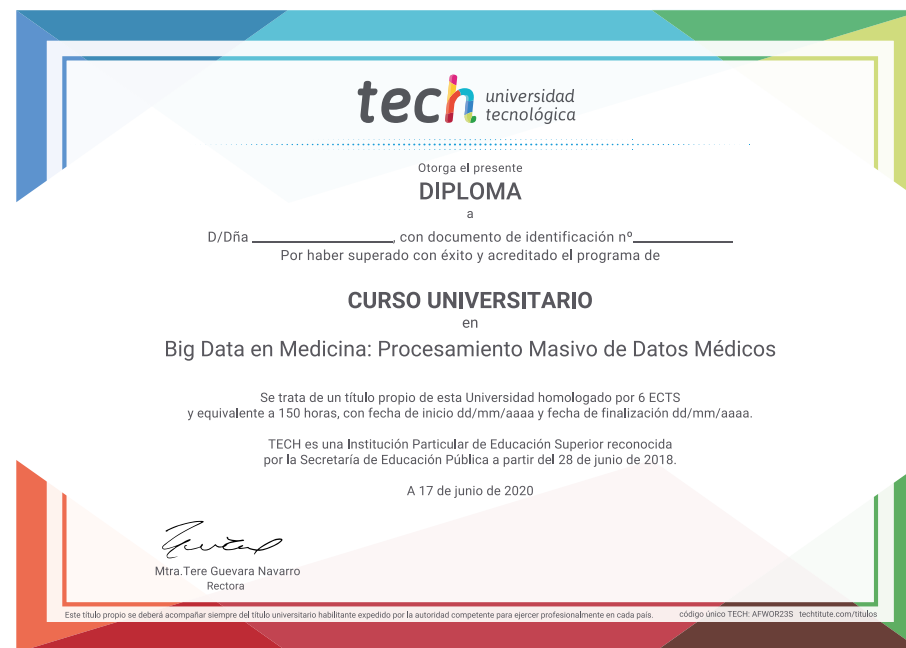 tech universidad
tecnológica
Otorga el presente
DIPLOMA
a
D/Dña ____________________, con documento de identificación nº______________
Por haber superado con éxito y acreditado el programa de
CURSO UNIVERSITARIO
en
Big Data en Medicina: Procesamiento Masivo de Datos Médicos
Se trata de un título propio de esta Universidad homologado por 6 ECTS
y equivalente a 150 horas, con fecha de inicio dd/mm/aaaa y fecha de finalización dd/mm/aaaa.
TECH es una Institución Particular de Educación Superior reconocida
por la Secretaría de Educación Pública a partir del 28 de junio de 2018.
A 17 de junio de 2020
Mtra.Tere Guevara Navarro
Rectora
Este título propio se deberá acompañar siempre del título universitario habilitante expedido por la autoridad competente para ejercer profesionalmente en cada país. código único TECH: AFWOR23S techtitute.com/titulos